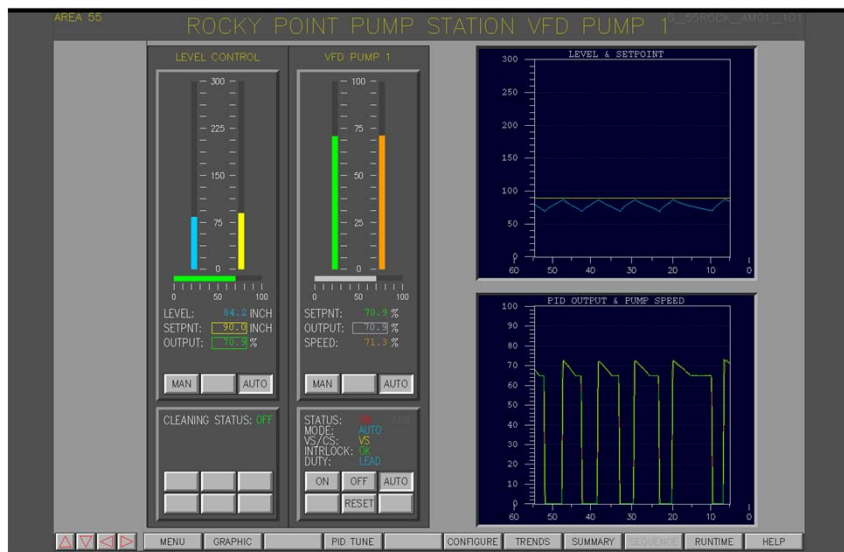 AREA 55
ROCKY POINT PUMP STATION VFD PUMP 1
G_55ROCK_AM01_101
LEVEL CONTROL
300
225
150
75
0
0 50 100
LEVEL: 84.2 INCH
SETPNT: 90.0 INCH
OUTPUT: 70.9 %
MAN AUTO
CLEANING STATUS: OFF
VFD PUMP 1
100
75
50
25
0
0 50 100
SETPNT: 70.9 %
OUTPUT: 70.9 %
SPEED: 71.3 %
MAN AUTO
STATUS:
MODE: AUTO
VS/CS: VS
INTRLOCK: OK
DUTY: LEAD
ON OFF AUTO
RESET
LEVEL & SETPOINT
300
250
200
150
100
50
0
60 50 40 30 20 10 0
PID OUTPUT & PUMP SPEED
100
90
80
70
60
50
40
30
20
10
0
60 50 40 30 20 10 0
MENU GRAPHIC PID TUNE CONFIGURE TRENDS SUMMARY SEQUENCE RUNTIME HELP